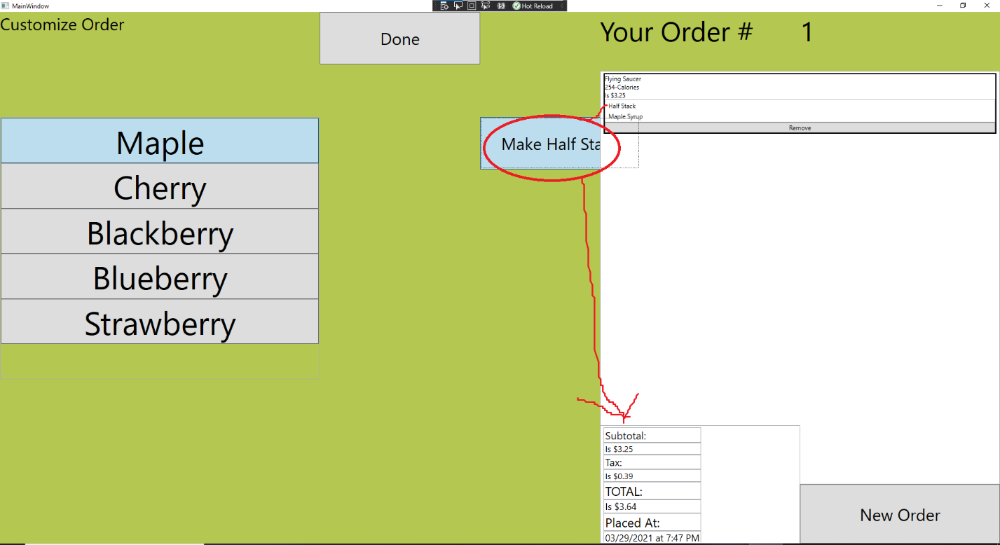 MainWindow
Hot Reload
Customize Order
Done
Your Order # 1
Maple
Cherry
Blackberry
Blueberry
Strawberry
Make Half Sta
Flying Saucer
254-Calories
Is $3.25
Half Stack
Maple Syrup
Remove
Subtotal:
Is $3.25
Tax:
Is $0.39
TOTAL:
Is $3.64
Placed At:
03/29/2021 at 7:47 PM
New Order